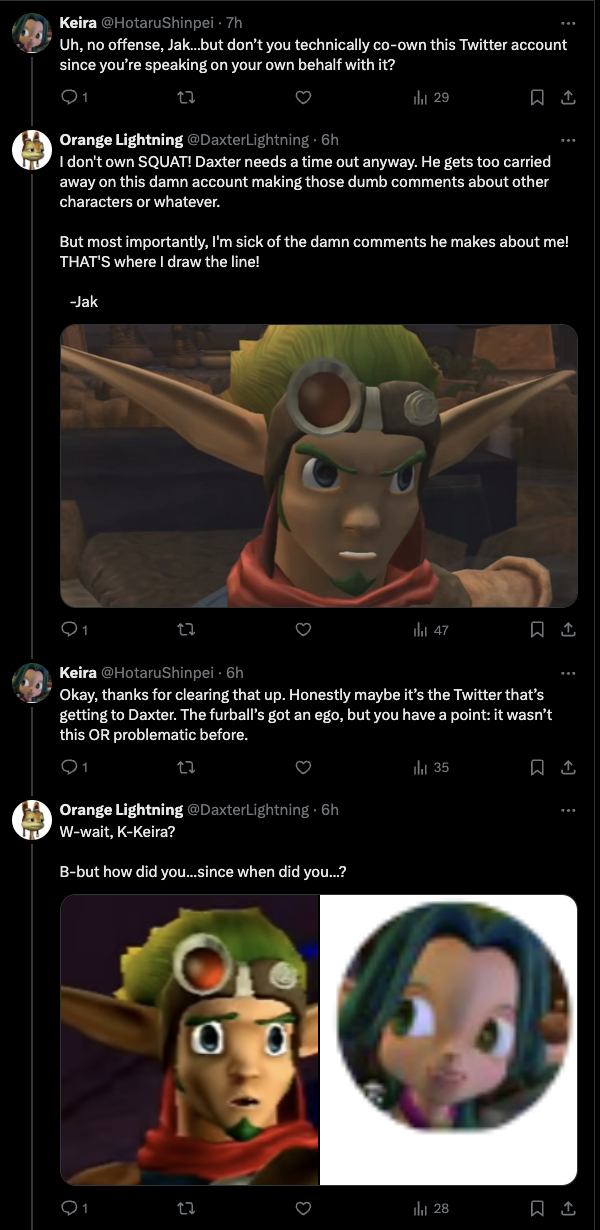 Keira @HotaruShinpei · 7h
Uh, no offense, Jak...but don't you technically co-own this Twitter account
since you're speaking on your own behalf with it?
1 29
Orange Lightning @DaxterLightning · 6h
I don't own SQUAT! Daxter needs a time out anyway. He gets too carried
away on this damn account making those dumb comments about other
characters or whatever.
But most importantly, I'm sick of the damn comments he makes about me!
THAT'S where I draw the line!
-Jak
1 47
Keira @HotaruShinpei · 6h
Okay, thanks for clearing that up. Honestly maybe it's the Twitter that's
getting to Daxter. The furball's got an ego, but you have a point: it wasn't
this OR problematic before.
1 35
Orange Lightning @DaxterLightning · 6h
W-wait, K-Keira?
B-but how did you...since when did you...?
1 28